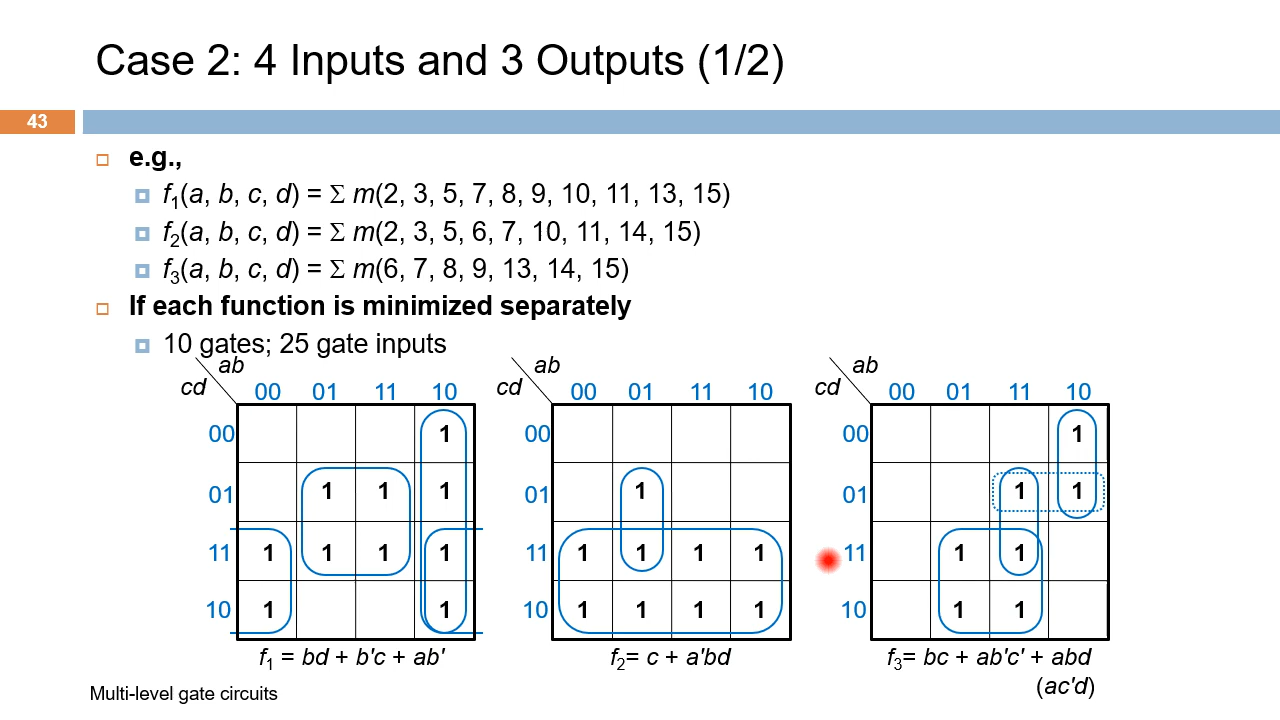 Case 2: 4 Inputs and 3 Outputs (1/2)
43
e.g.,
f1(a, b, c, d) = Σ m(2, 3, 5, 7, 8, 9, 10, 11, 13, 15)
f2(a, b, c, d) = Σ m(2, 3, 5, 6, 7, 10, 11, 14, 15)
f3(a, b, c, d) = Σ m(6, 7, 8, 9, 13, 14, 15)
If each function is minimized separately
10 gates; 25 gate inputs
ab
cd
00 01 11 10
00 1
01 1 1 1
11 1 1 1 1
10 1 1
f1 = bd + b'c + ab'
ab
cd
00 01 11 10
00
01 1
11 1 1 1 1
10 1 1 1 1
f2= c + a'bd
ab
cd
00 01 11 10
00 1
01 1 1
11 1 1
10 1 1
f3= bc + ab'c' + abd
(ac'd)
Multi-level gate circuits